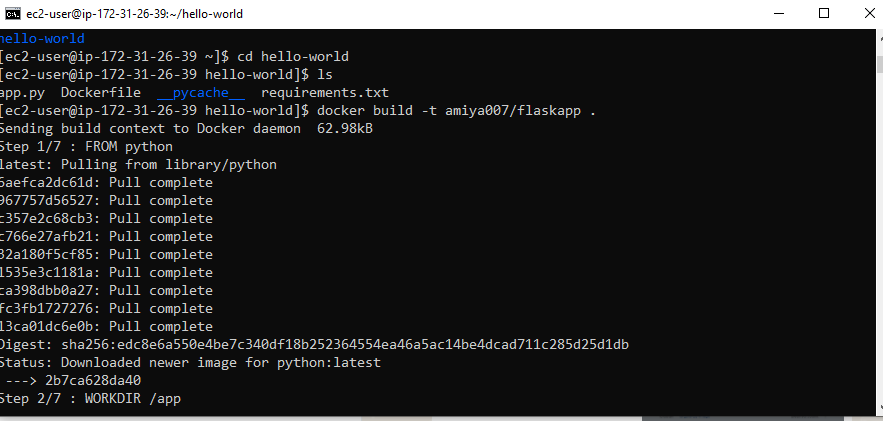 ec2-user@ip-172-31-26-39:~/hello-world
hello-world
[ec2-user@ip-172-31-26-39 ~]$ cd hello-world
[ec2-user@ip-172-31-26-39 hello-world]$ ls
app.py  Dockerfile  __pycache__  requirements.txt
[ec2-user@ip-172-31-26-39 hello-world]$ docker build -t amiya007/flaskapp .
Sending build context to Docker daemon  62.98kB
Step 1/7 : FROM python
latest: Pulling from library/python
6aefca2dc61d: Pull complete
967757d56527: Pull complete
c357e2c68cb3: Pull complete
c766e27afb21: Pull complete
32a180f5cf85: Pull complete
1535e3c1181a: Pull complete
ca398dbb0a27: Pull complete
fc3fb1727276: Pull complete
13ca01dc6e0b: Pull complete
Digest: sha256:edc8e6a550e4be7c340df18b252364554ea46a5ac14be4dcad711c285d25d1db
Status: Downloaded newer image for python:latest
 ---> 2b7ca628da40
Step 2/7 : WORKDIR /app